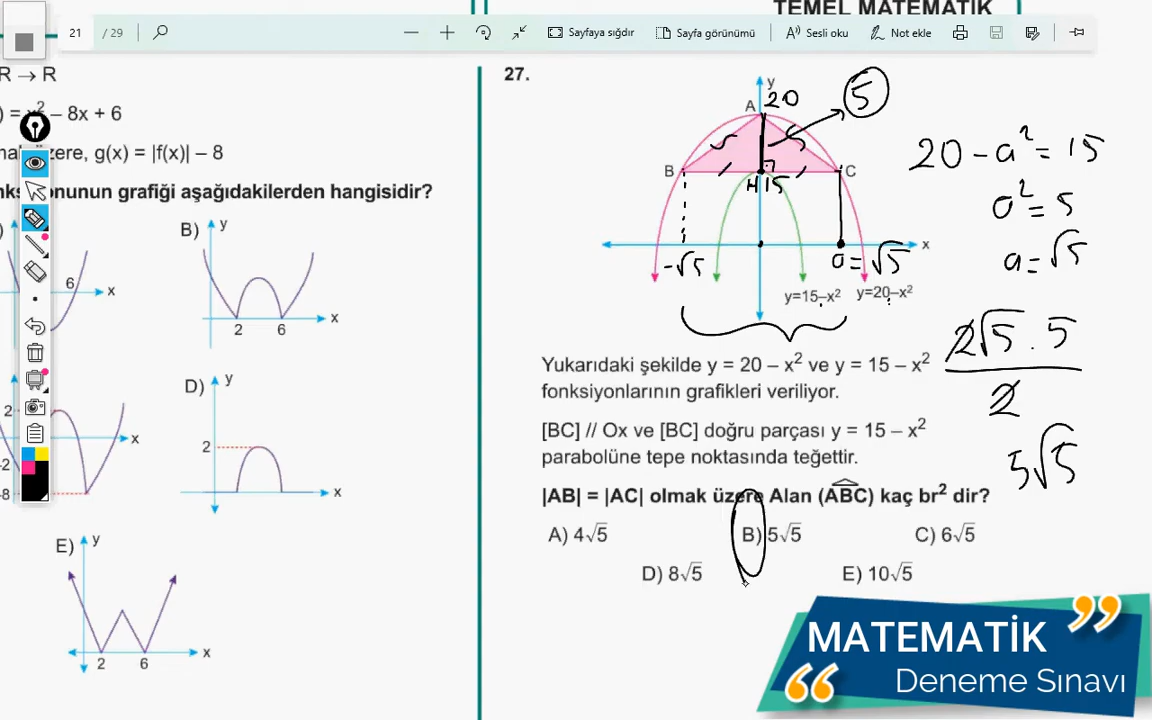 TEMEL MATEMATİK
21 / 29
Sayfaya sığdır
Sayfa görünümü
A)) Sesli oku
Not ekle
R → R
) = x² – 8x + 6
üzere, g(x) = |f(x)| – 8
onunun grafiği aşağıdakilerden hangisidir?
6
x
B)
y
2
6
x
2
-2
-8
x
D)
y
2
x
E)
y
2
6
x
27.
y
A
20
5
B
C
H
15
x
-√5
a = √5
y=15–x²
y=20–x²
20 - a² = 15
a² = 5
a = √5
2√5 . 5
2
5√5
Yukarıdaki şekilde y = 20 – x² ve y = 15 – x²
fonksiyonlarının grafikleri veriliyor.
[BC] // Ox ve [BC] doğru parçası y = 15 – x²
parabolüne tepe noktasında teğettir.
|AB| = |AC| olmak üzere Alan (ABC) kaç br² dir?
A) 4√5
B) 5√5
C) 6√5
D) 8√5
E) 10√5
MATEMATİK
Deneme Sınavı